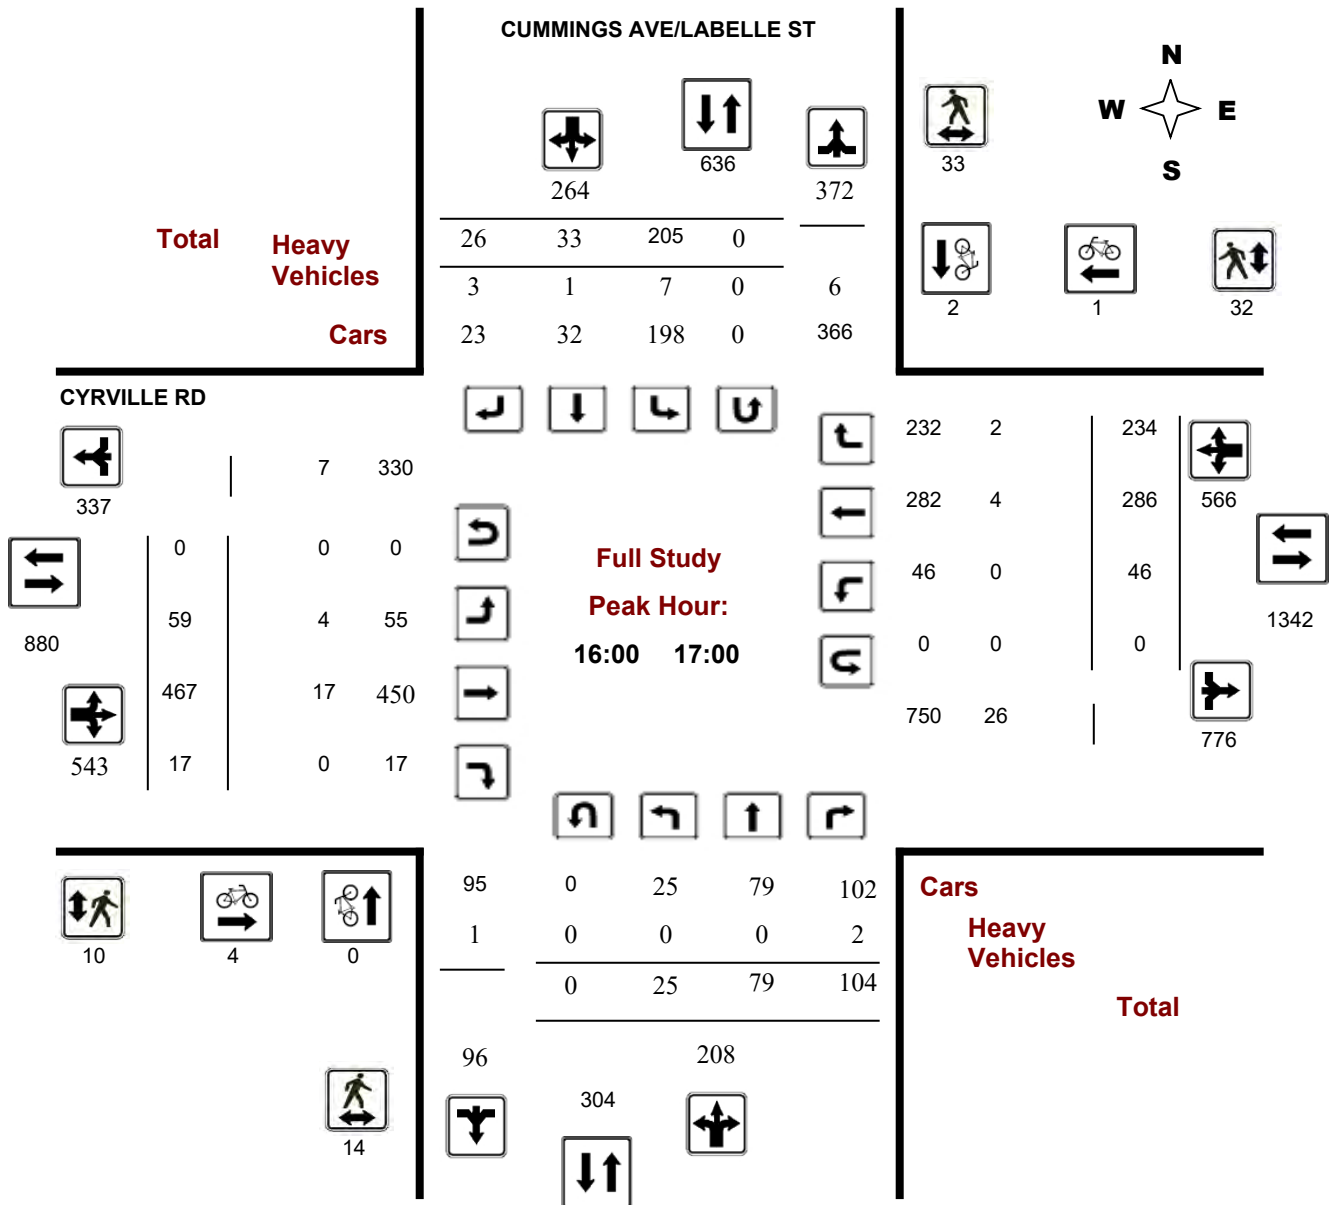 CUMMINGS AVE/LABELLE ST
N
W E
S
636
33
264
372
Total
Heavy
Vehicles
Cars
26 33 205 0
3 1 7 0 6
23 32 198 0 366
2 1 32
CYRVILLE RD
232 2 234
7 330
337
566
282 4 286
0 0 0
Full Study
46 0 46
59 4 55
Peak Hour:
1342
880
16:00 17:00
0 0 0
467 17 450
750 26
776
543 17 0 17
95 0 25 79 102
Cars
1 0 0 0 2
Heavy
Vehicles
10 4 0
0 25 79 104
Total
96 208
304
14